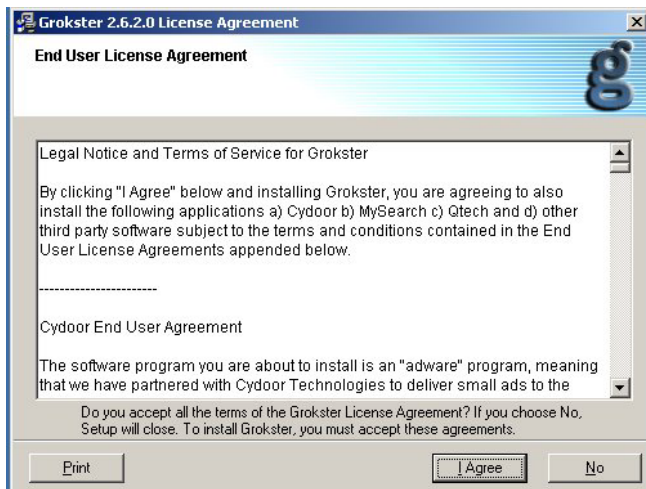 Grokster 2.6.2.0 License Agreement
End User License Agreement
g
Legal Notice and Terms of Service for Grokster
By clicking "I Agree" below and installing Grokster, you are agreeing to also
install the following applications a) Cydoor b) MySearch c) Qtech and d) other
third party software subject to the terms and conditions contained in the End
User License Agreements appended below.
-----------------------
Cydoor End User Agreement
The software program you are about to install is an "adware" program, meaning
that we have partnered with Cydoor Technologies to deliver small ads to the
Do you accept all the terms of the Grokster License Agreement? If you choose No,
Setup will close. To install Grokster, you must accept these agreements.
Print
I Agree
No